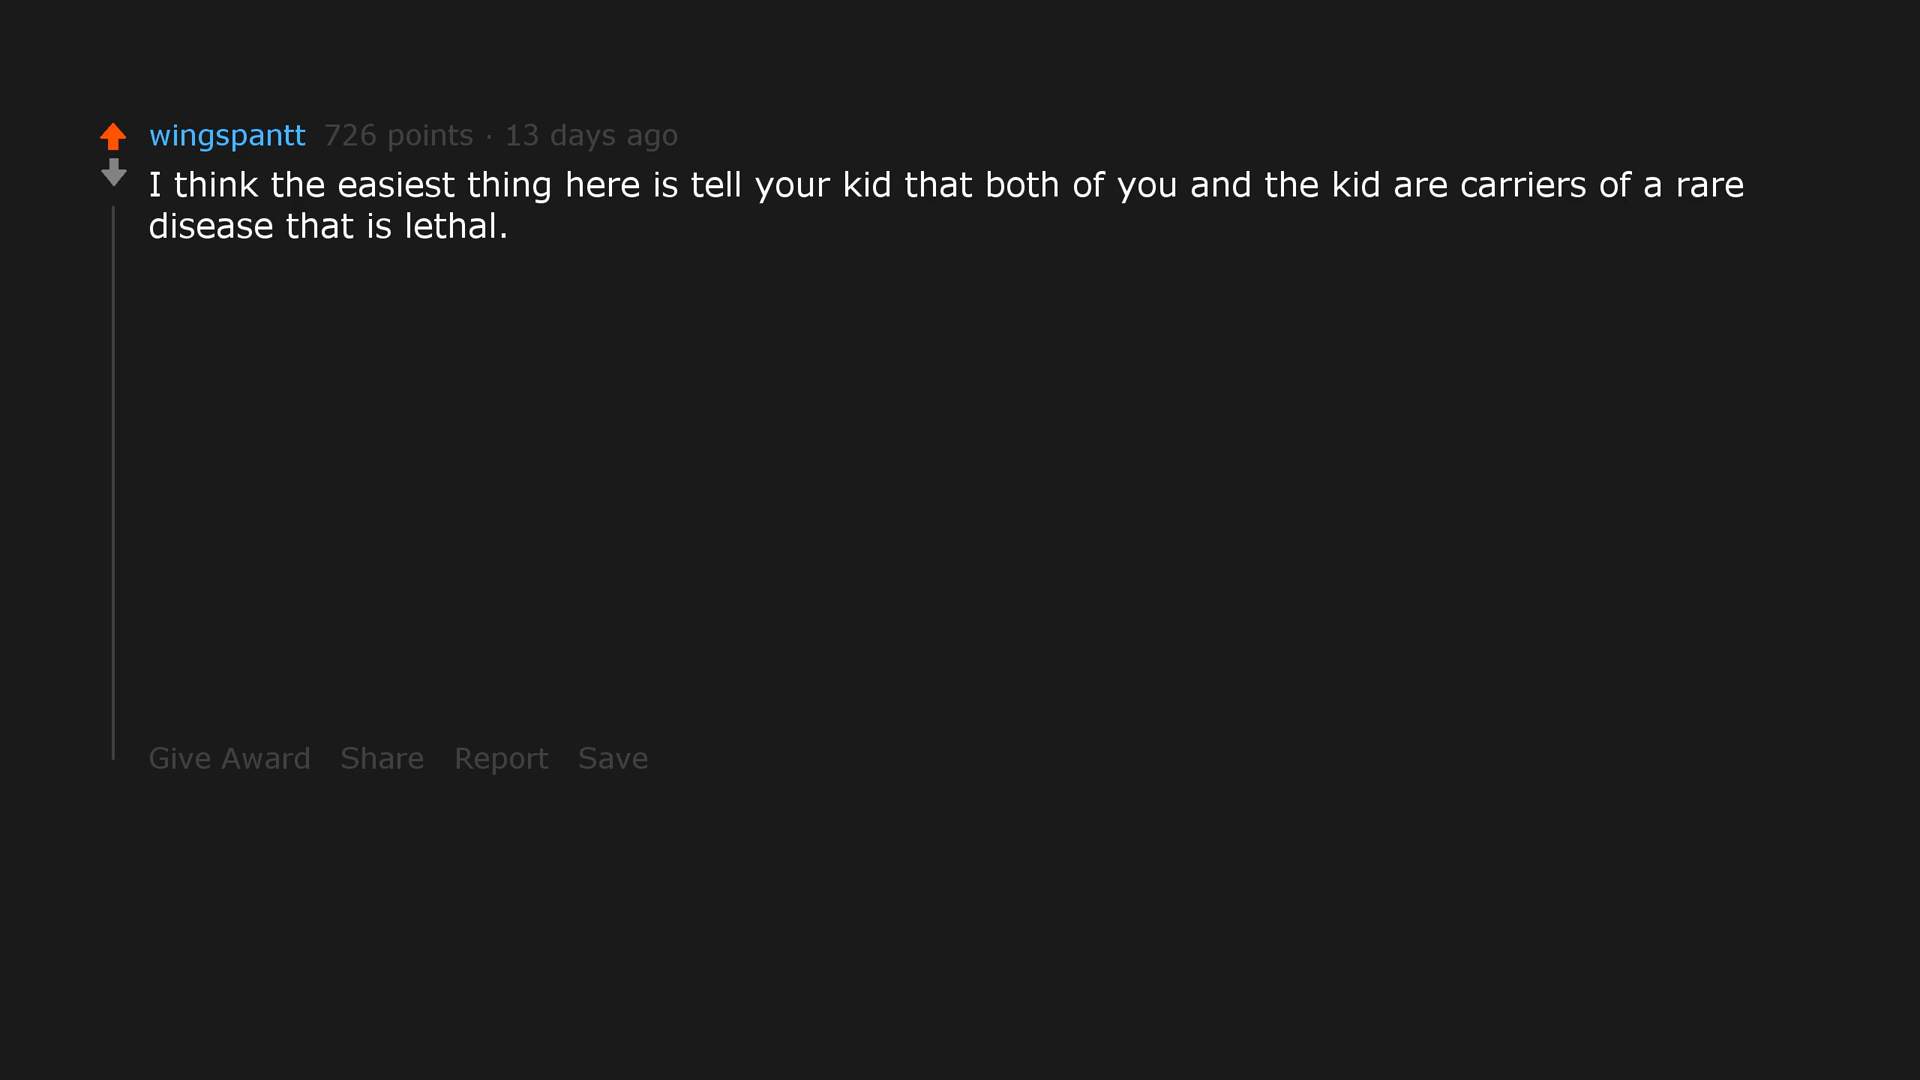 wingspantt 726 points · 13 days ago
I think the easiest thing here is tell your kid that both of you and the kid are carriers of a rare
disease that is lethal.
Give Award Share Report Save